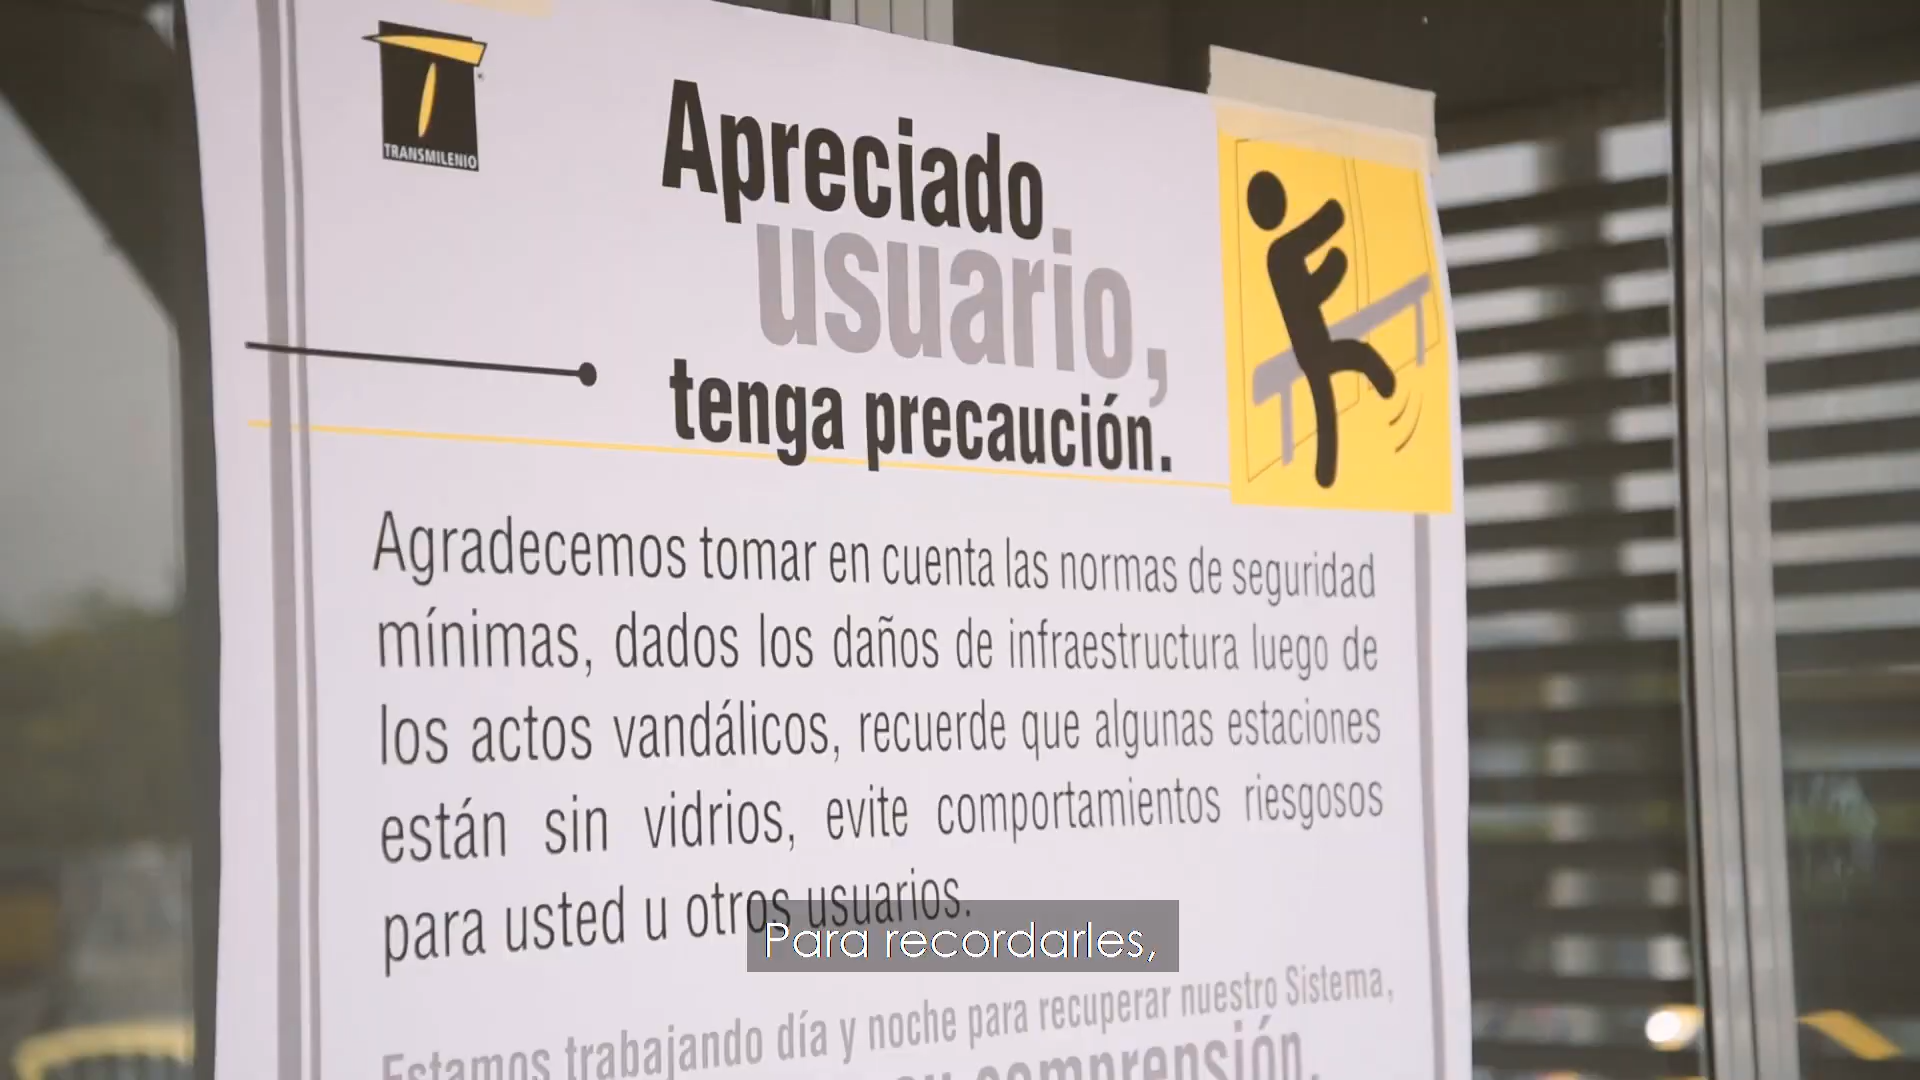 TRANSMILENIO
Apreciado
usuario,
tenga precaución.
Agradecemos tomar en cuenta las normas de seguridad
mínimas, dados los daños de infraestructura luego de
los actos vandálicos, recuerde que algunas estaciones
están sin vidrios, evite comportamientos riesgosos
para usted u otros usuarios.
Para recordarles,
Estamos trabajando día y noche para recuperar nuestro Sistema,
su comprensión.